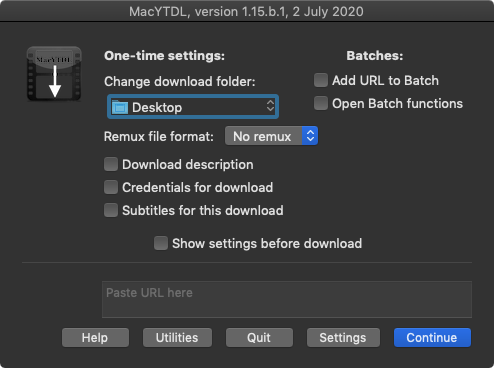 MacYTDL, version 1.15.b.1, 2 July 2020
MacYTDL
One-time settings:
Batches:
Change download folder:
Add URL to Batch
Desktop
Open Batch functions
Remux file format:
No remux
Download description
Credentials for download
Subtitles for this download
Show settings before download
Paste URL here
Help
Utilities
Quit
Settings
Continue